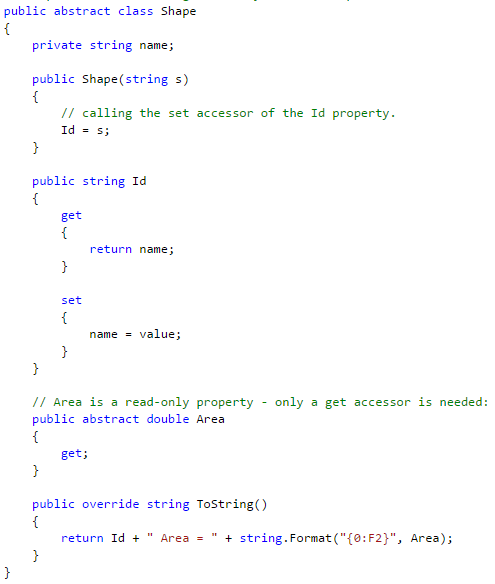 public abstract class Shape
{
    private string name;

    public Shape(string s)
    {
        // calling the set accessor of the Id property.
        Id = s;
    }

    public string Id
    {
        get
        {
            return name;
        }

        set
        {
            name = value;
        }
    }

    // Area is a read-only property - only a get accessor is needed:
    public abstract double Area
    {
        get;
    }

    public override string ToString()
    {
        return Id + " Area = " + string.Format("{0:F2}", Area);
    }
}